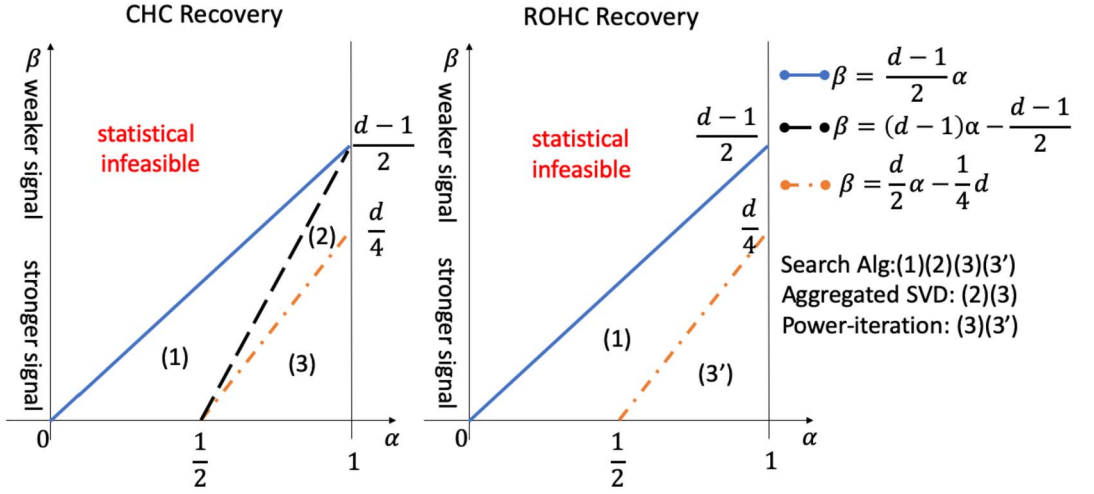 CHC Recovery
β weaker signal
stronger signal
statistical
infeasible
(1)
(2)
(3)
d − 1
2
d
4
0
1
2
1
α
ROHC Recovery
β weaker signal
stronger signal
statistical
infeasible
(1)
(3’)
d − 1
2
d
4
0
1
2
1
α
β = d − 1/2 α
β = (d − 1)α − d − 1/2
β = d/2 α − 1/4 d
Search Alg:(1)(2)(3)(3’)
Aggregated SVD: (2)(3)
Power-iteration: (3)(3’)